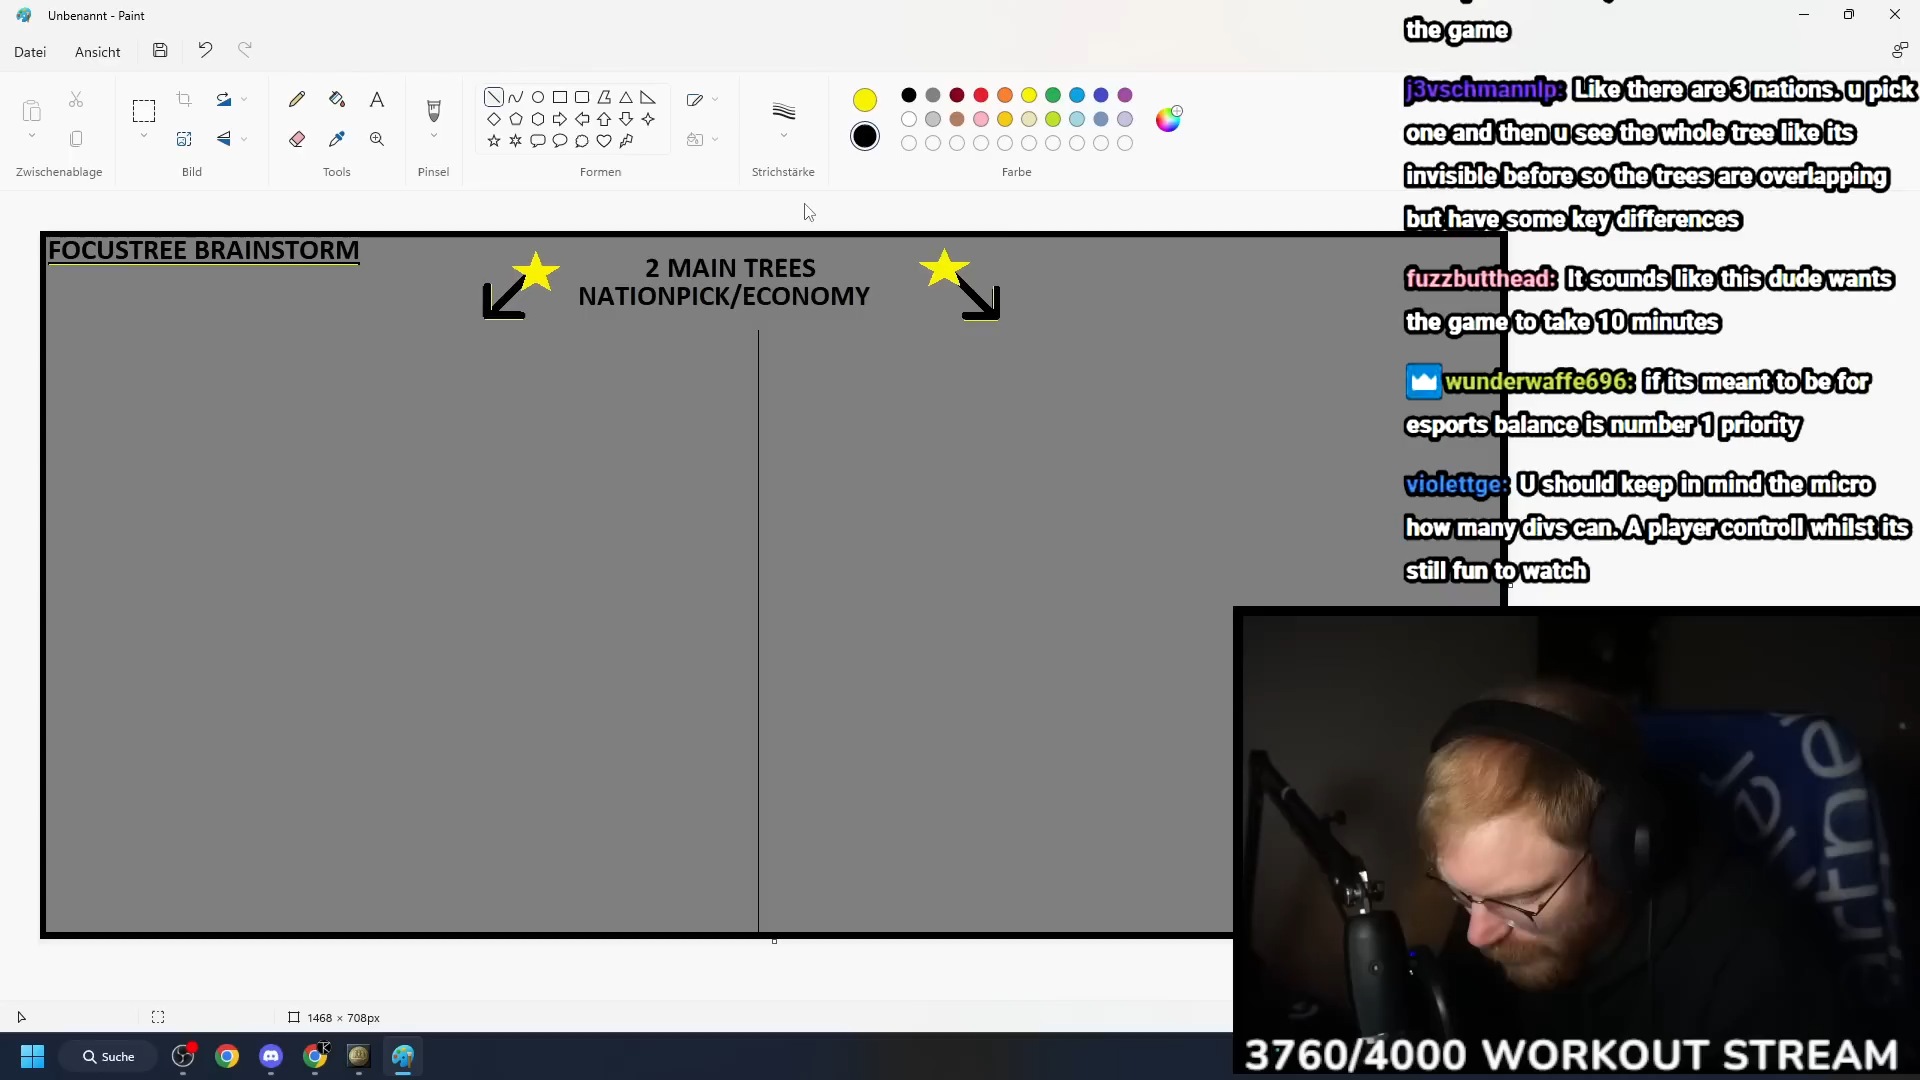 Unbenannt - Paint
Datei
Ansicht
Zwischenablage
Bild
Tools
Pinsel
Formen
Strichstärke
Farbe
FOCUSTREE BRAINSTORM
2 MAIN TREES
NATIONPICK/ECONOMY
the game
j3vschmannlp: Like there are 3 nations. u pick
one and then u see the whole tree like its
invisible before so the trees are overlapping
but have some key differences
fuzzbutthead: It sounds like this dude wants
the game to take 10 minutes
wunderwaffe696: if its meant to be for
esports balance is number 1 priority
violettge: U should keep in mind the micro
how many divs can. A player controll whilst its
still fun to watch
1468 × 708px
Suche
3760/4000 WORKOUT STREAM